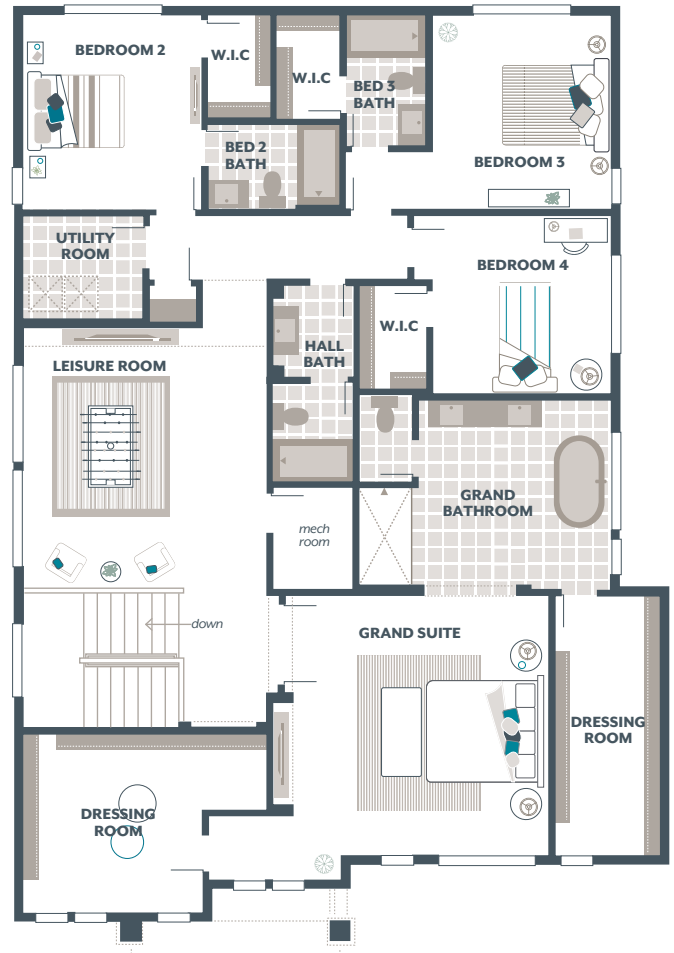 BEDROOM 2
W.I.C
W.I.C
BED 3
BATH
BED 2
BATH
BEDROOM 3
UTILITY
ROOM
BEDROOM 4
W.I.C
HALL
BATH
LEISURE ROOM
GRAND
BATHROOM
mech
room
down
GRAND SUITE
DRESSING
ROOM
DRESSING
ROOM